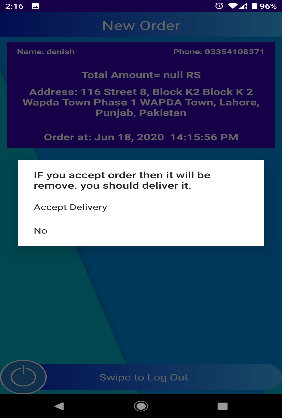 2:16
96%
New Order
Name: denish
Phone: 03354108371
Total Amount= null RS
Address: 116 Street 8, Block K2 Block K 2
Wapda Town Phase 1 WAPDA Town, Lahore,
Punjab, Pakistan
Order at: Jun 18, 2020 14:15:56 PM
IF you accept order then it will be
remove. you should deliver it.
Accept Delivery
No
Swipe to Log Out